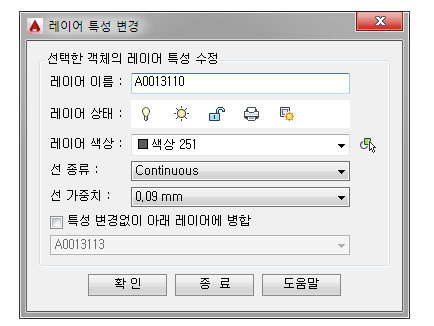 레이어 특성 변경
선택한 객체의 레이어 특성 수정
레이어 이름 : A0013110
레이어 상태 :
레이어 색상 : 색상 251
선 종류 : Continuous
선 가중치 : 0,09 mm
특성 변경없이 아래 레이어에 병합
A0013113
확 인 종 료 도움말